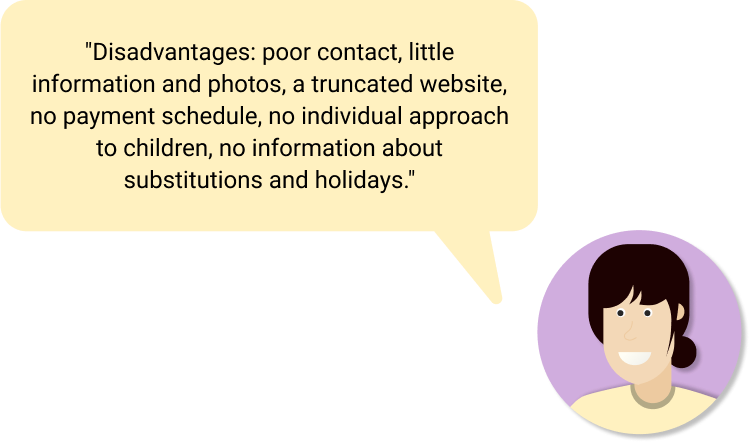 "Disadvantages: poor contact, little
information and photos, a truncated website,
no payment schedule, no individual approach
to children, no information about
substitutions and holidays."